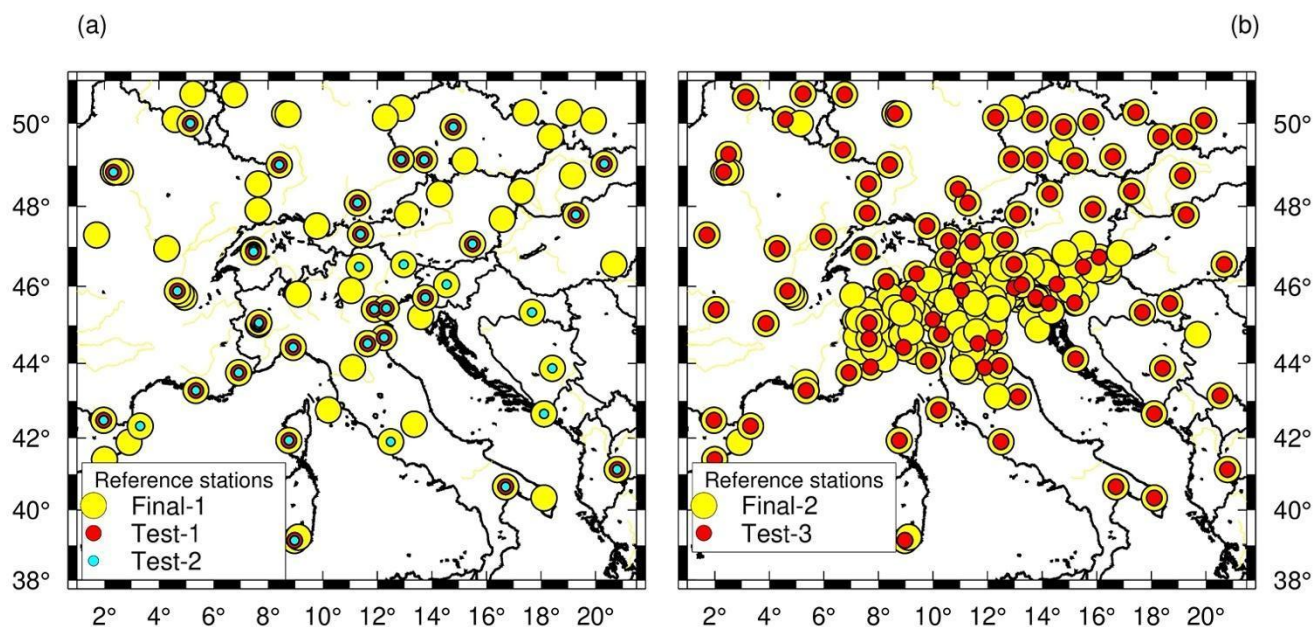 (a) (b)
50° 50°
48° 48°
46° 46°
44° 44°
42° 42°
Reference stations Reference stations
Final-1 Final-2
40° 40°
Test-1 Test-3
Test-2
38° 38°
2° 4° 6° 8° 10° 12° 14° 16° 18° 20° 2° 4° 6° 8° 10° 12° 14° 16° 18° 20°